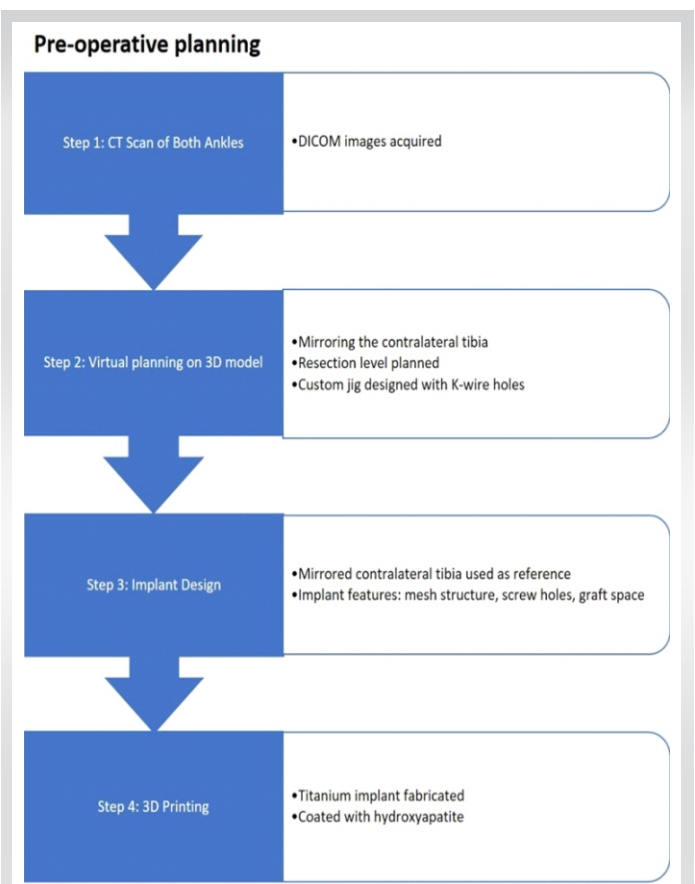 Pre-operative planning
Step 1: CT Scan of Both Ankles
•DICOM images acquired
Step 2: Virtual planning on 3D model
•Mirroring the contralateral tibia
•Resection level planned
•Custom jig designed with K-wire holes
Step 3: Implant Design
•Mirrored contralateral tibia used as reference
•Implant features: mesh structure, screw holes, graft space
Step 4: 3D Printing
•Titanium implant fabricated
•Coated with hydroxyapatite